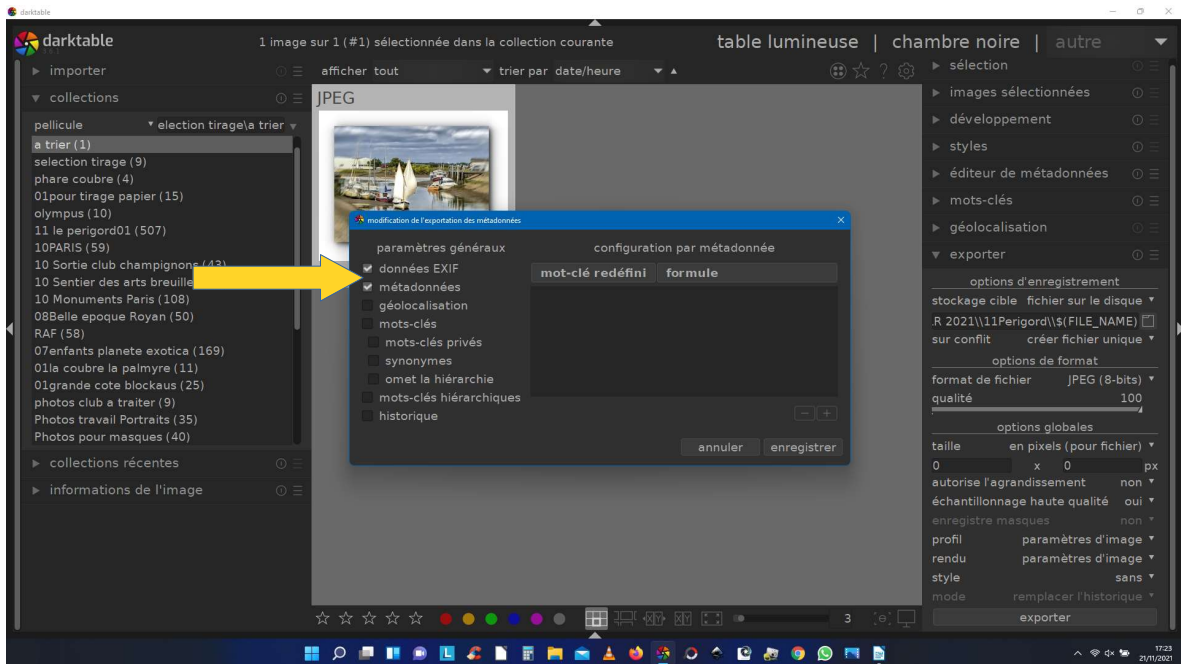 darktable
darktable
1 image sur 1 (#1) sélectionnée dans la collection courante
table lumineuse | chambre noire | autre
importer
afficher tout
trier par date/heure
collections
pellicule
election tirage\a trier
a trier (1)
selection tirage (9)
phare coubre (4)
01pour tirage papier (15)
olympus (10)
11 le perigord01 (507)
10PARIS (59)
10 Sortie club champignons (43)
10 Sentier des arts breuille
10 Monuments Paris (108)
08Belle epoque Royan (50)
RAF (58)
07enfants planete exotica (169)
01la coubre la palmyre (11)
01grande cote blockaus (25)
photos club a traiter (9)
Photos travail Portraits (35)
Photos pour masques (40)
collections récentes
informations de l'image
JPEG
modification de l'exportation des métadonnées
paramètres généraux
données EXIF
métadonnées
géolocalisation
mots-clés
mots-clés privés
synonymes
omet la hiérarchie
mots-clés hiérarchiques
historique
configuration par métadonnée
mot-clé redéfini formule
annuler enregistrer
3
sélection
images sélectionnées
développement
styles
éditeur de métadonnées
mots-clés
géolocalisation
exporter
options d'enregistrement
stockage cible fichier sur le disque
.R 2021\\11Perigord\\$(FILE_NAME)
sur conflit créer fichier unique
options de format
format de fichier JPEG (8-bits)
qualité 100
options globales
taille en pixels (pour fichier)
0 x 0 px
autorise l'agrandissement non
échantillonnage haute qualité oui
enregistre masques non
profil paramètres d'image
rendu paramètres d'image
style sans
mode remplacer l'historique
exporter
17:23
21/11/2021